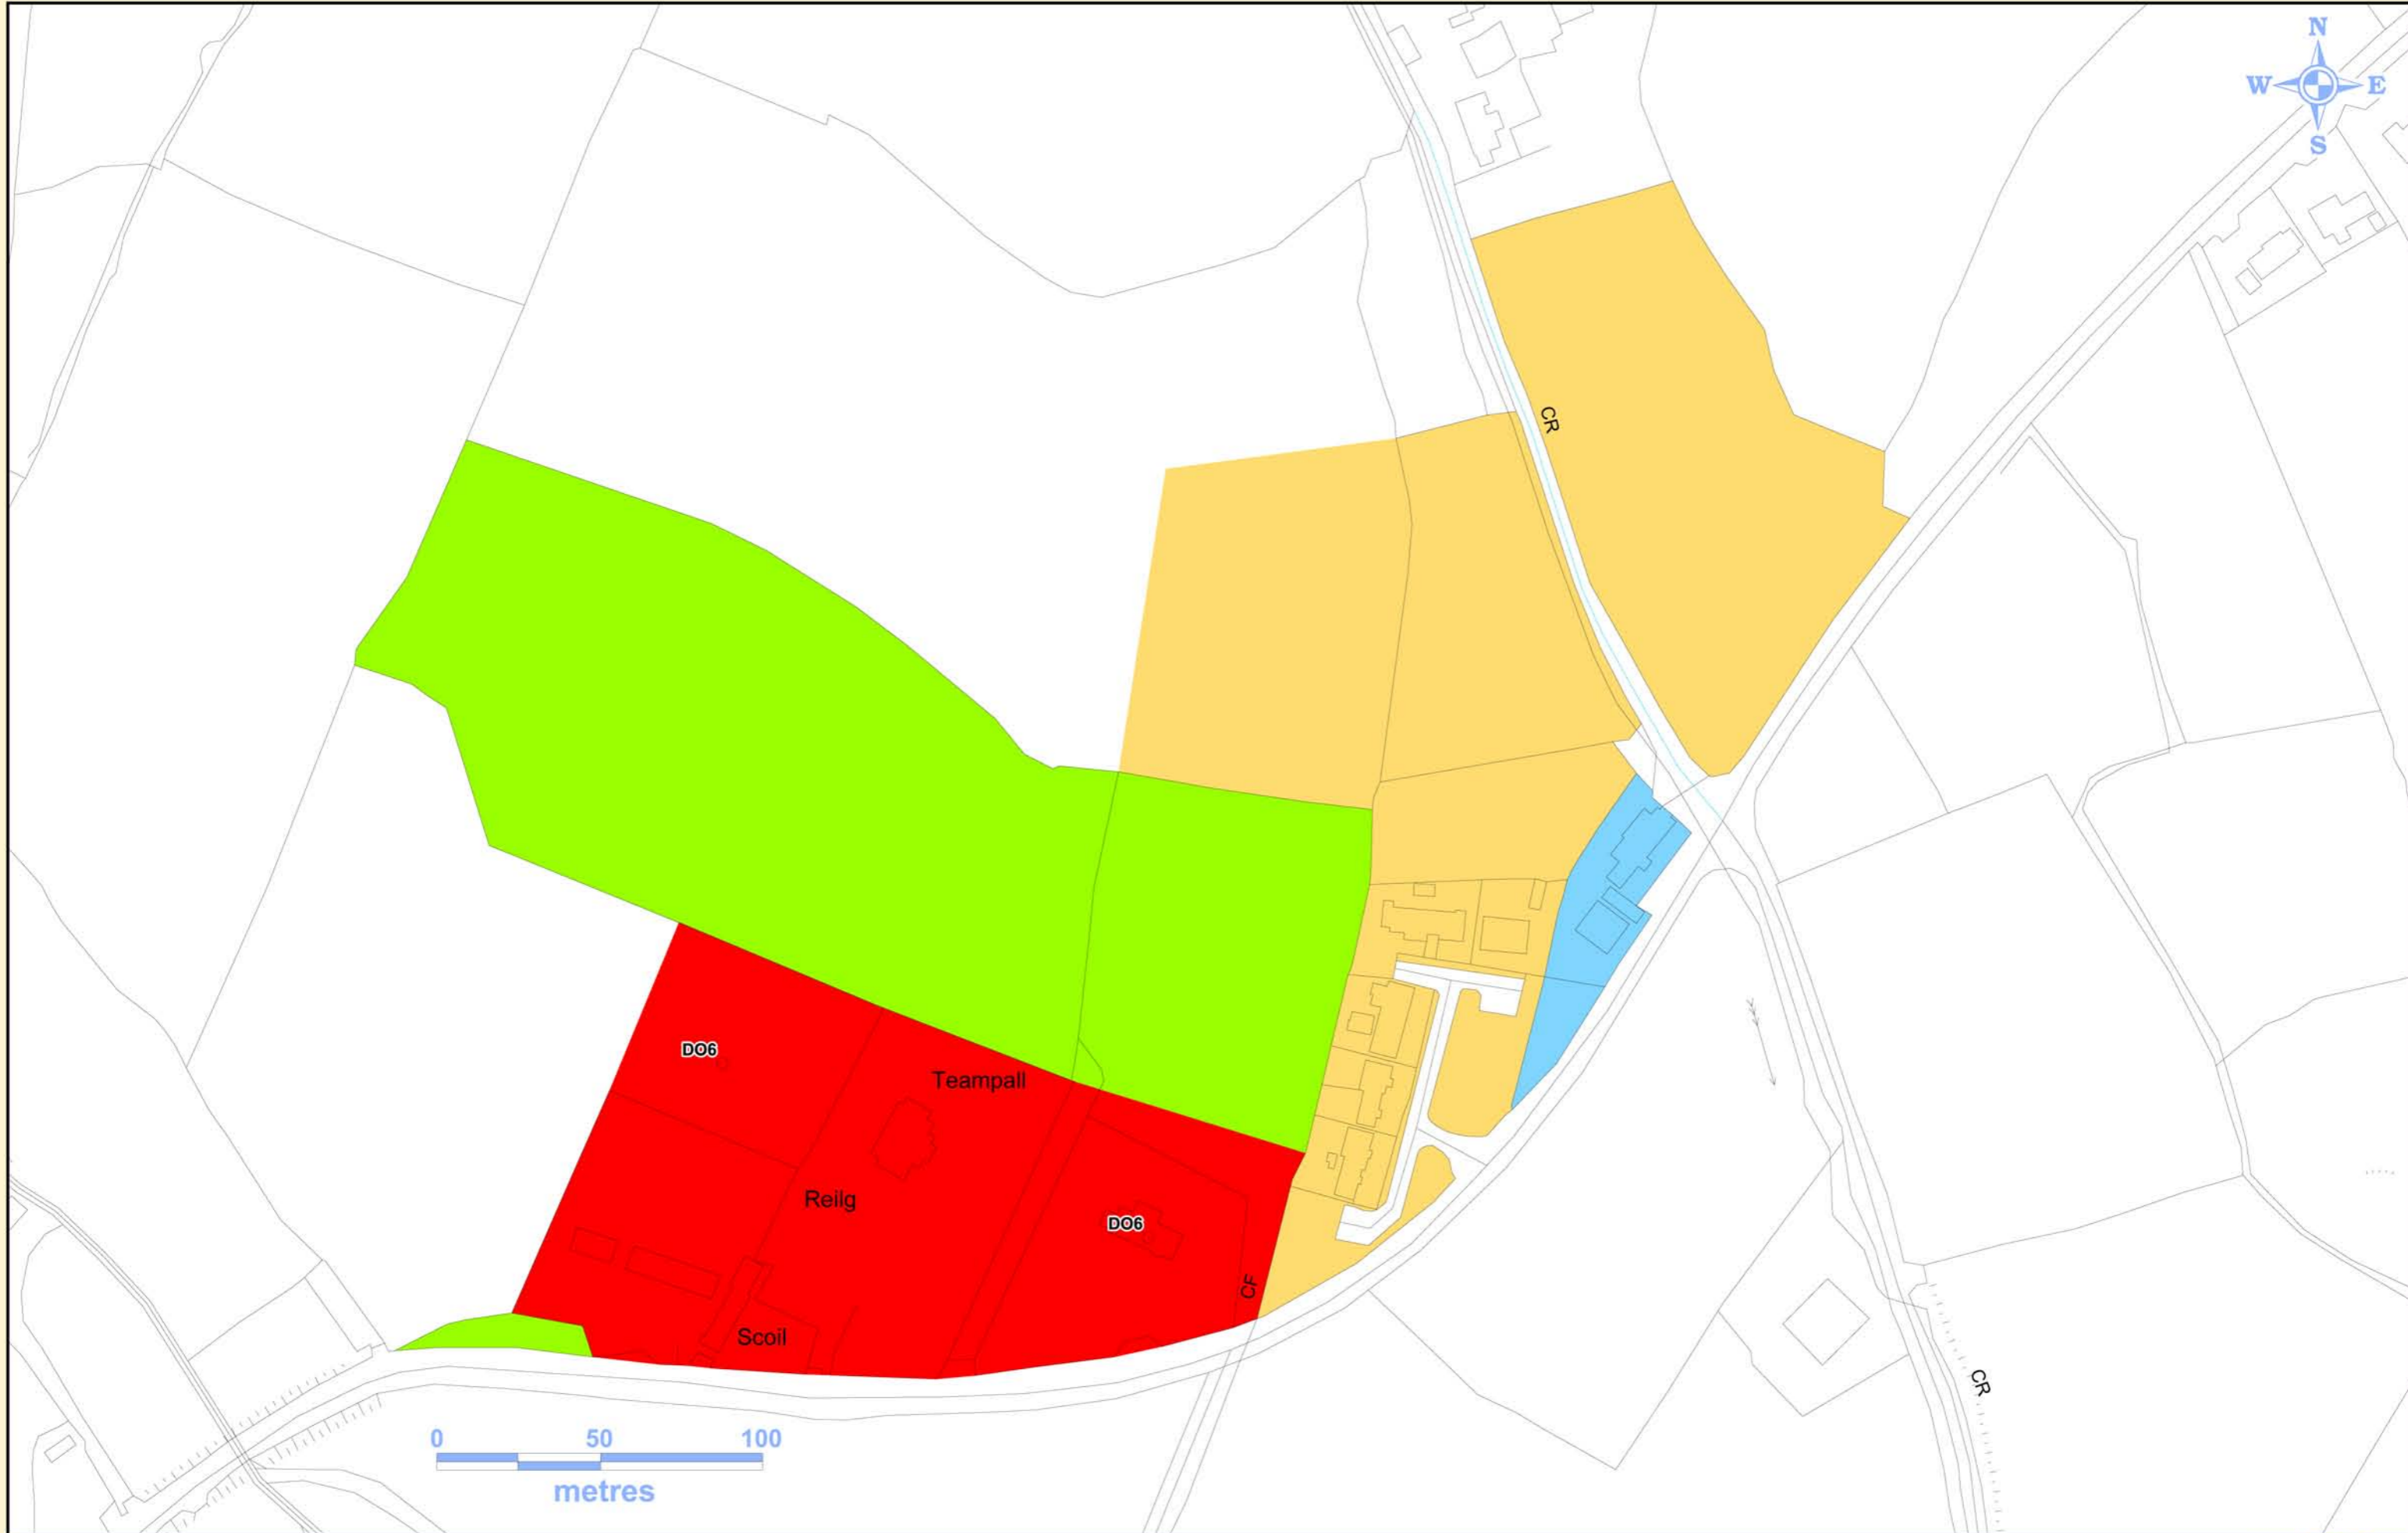 N
W E
S
CR
DO6
Teampall
Reilg
DO6
CF
Scoil
CR
0 50 100
metres